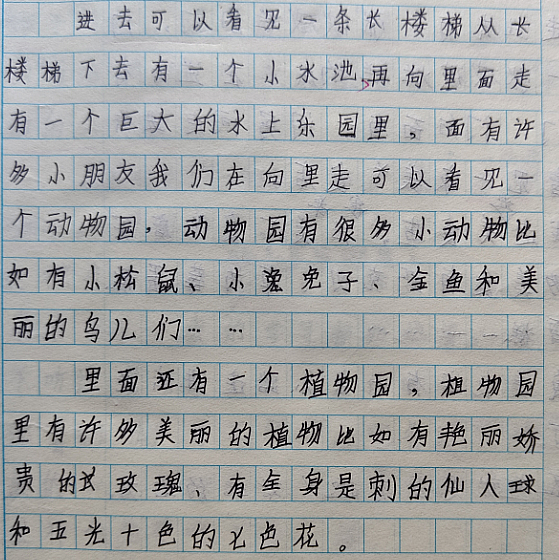 进去可以看见一条长楼梯从长
楼梯下去有一个小水池再向里面走
有一个巨大的水上乐园里，面有许
多小朋友我们在向里走可以看见一
个动物园，动物园有很多小动物比
如有小松鼠、小兔兔子、金鱼和美
丽的鸟儿们……
里面还有一个植物园，植物园
里有许多美丽的植物比如有艳丽娇
贵的玫玫瑰、有全身是刺的仙人球
和五光十色的七色花。